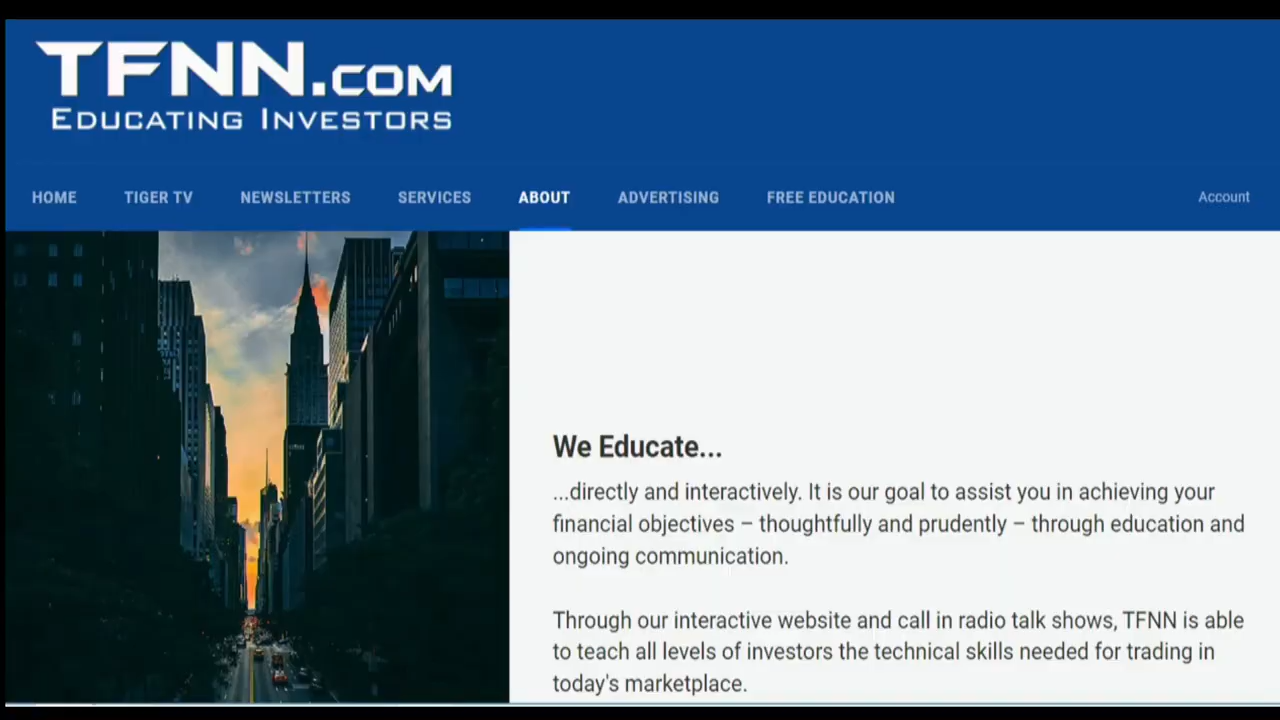 TFNN.COM
EDUCATING INVESTORS
HOME TIGER TV NEWSLETTERS SERVICES ABOUT ADVERTISING FREE EDUCATION Account
We Educate...
...directly and interactively. It is our goal to assist you in achieving your
financial objectives – thoughtfully and prudently – through education and
ongoing communication.
Through our interactive website and call in radio talk shows, TFNN is able
to teach all levels of investors the technical skills needed for trading in
today's marketplace.